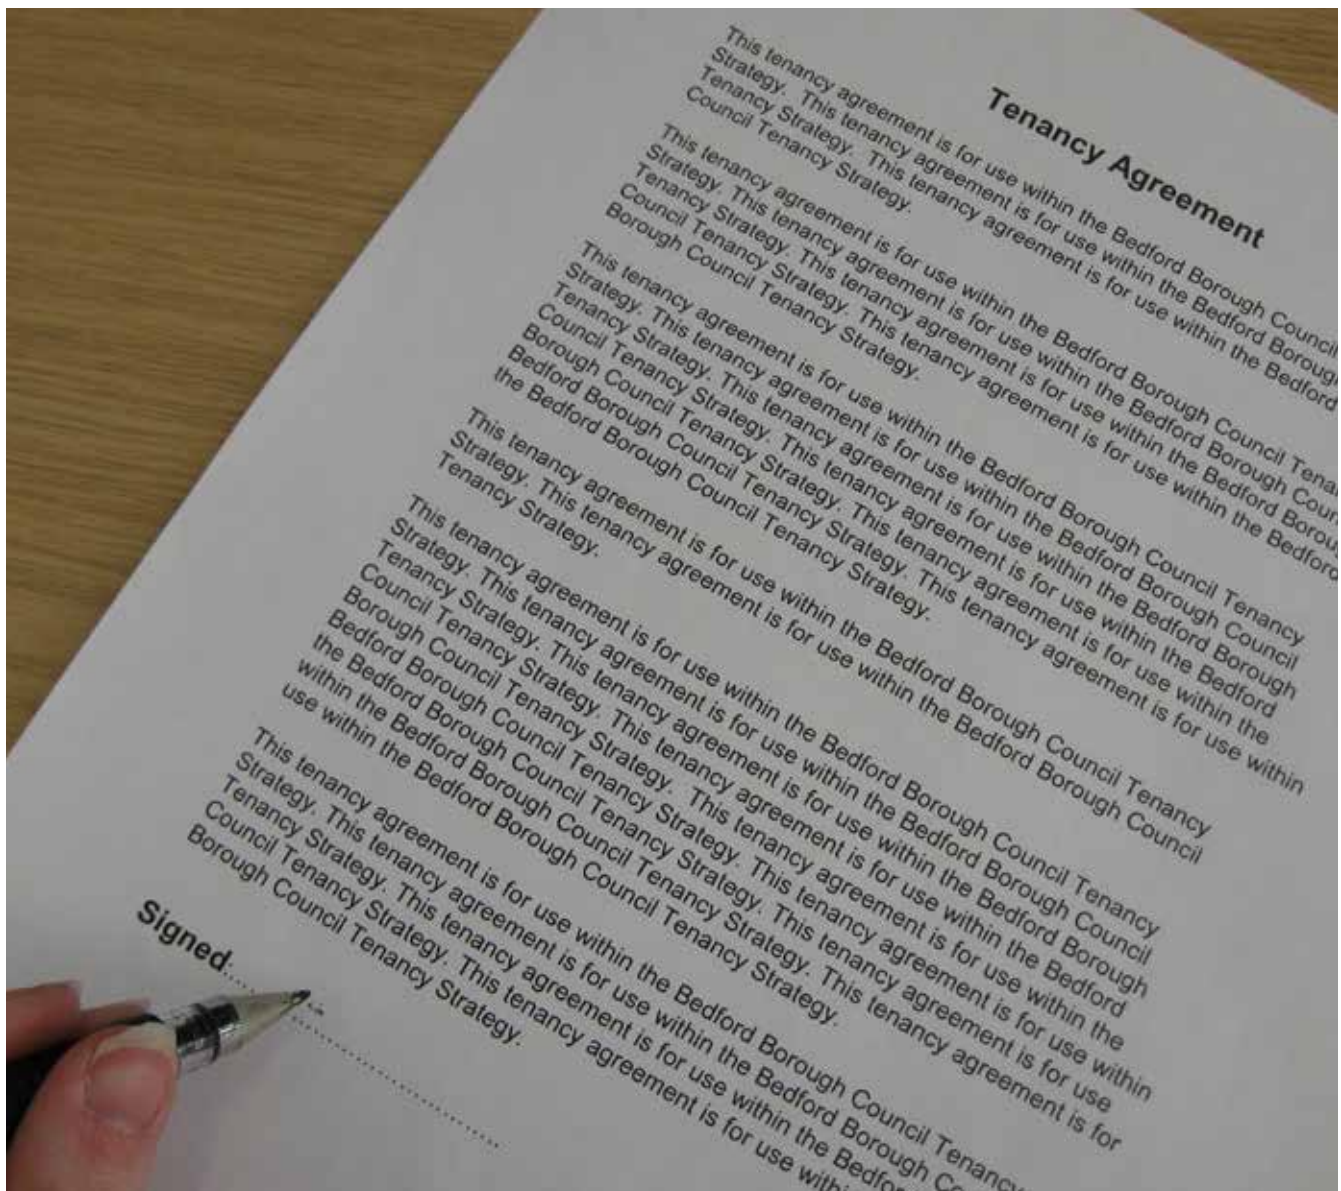 Tenancy Agreement
This tenancy agreement is for use within the Bedford Borough Council
Strategy. This tenancy agreement is for use within the Bedford Borough
Tenancy Strategy. This tenancy agreement is for use within the Bedford
Council Tenancy Strategy.
This tenancy agreement is for use within the Bedford Borough Council
Strategy. This tenancy agreement is for use within the Bedford Borough
Tenancy Strategy. This tenancy agreement is for use within the Bedford
Council Tenancy Strategy. This tenancy agreement is for use within the Bedford
Borough Council Tenancy Strategy.
This tenancy agreement is for use within the Bedford Borough Council Tenancy
Strategy. This tenancy agreement is for use within the Bedford Borough Council
Tenancy Strategy. This tenancy agreement is for use within the Bedford Borough
Council Tenancy Strategy. This tenancy agreement is for use within the Bedford
Borough Council Tenancy Strategy. This tenancy agreement is for use within the
Bedford Borough Council Tenancy Strategy. This tenancy agreement is for use within
the Bedford Borough Council Tenancy Strategy.
This tenancy agreement is for use within the Bedford Borough Council Tenancy
Strategy. This tenancy agreement is for use within the Bedford Borough Council
Tenancy Strategy.
This tenancy agreement is for use within the Bedford Borough Council Tenancy
Strategy. This tenancy agreement is for use within the Bedford Borough Council
Tenancy Strategy. This tenancy agreement is for use within the Bedford Borough
Council Tenancy Strategy. This tenancy agreement is for use within the Bedford
Borough Council Tenancy Strategy. This tenancy agreement is for use within the
Bedford Borough Council Tenancy Strategy. This tenancy agreement is for use within
the Bedford Borough Council Tenancy Strategy. This tenancy agreement is for use
within the Bedford Borough Council Tenancy Strategy. This tenancy agreement is for
use within the Bedford Borough Council Tenancy Strategy.
This tenancy agreement is for use within the Bedford Borough Council Tenancy
Strategy. This tenancy agreement is for use within the Bedford Borough
Tenancy Strategy. This tenancy agreement is for use within the
Council Tenancy Strategy. This tenancy agreement is for use
Borough Council Tenancy Strategy.
Signed